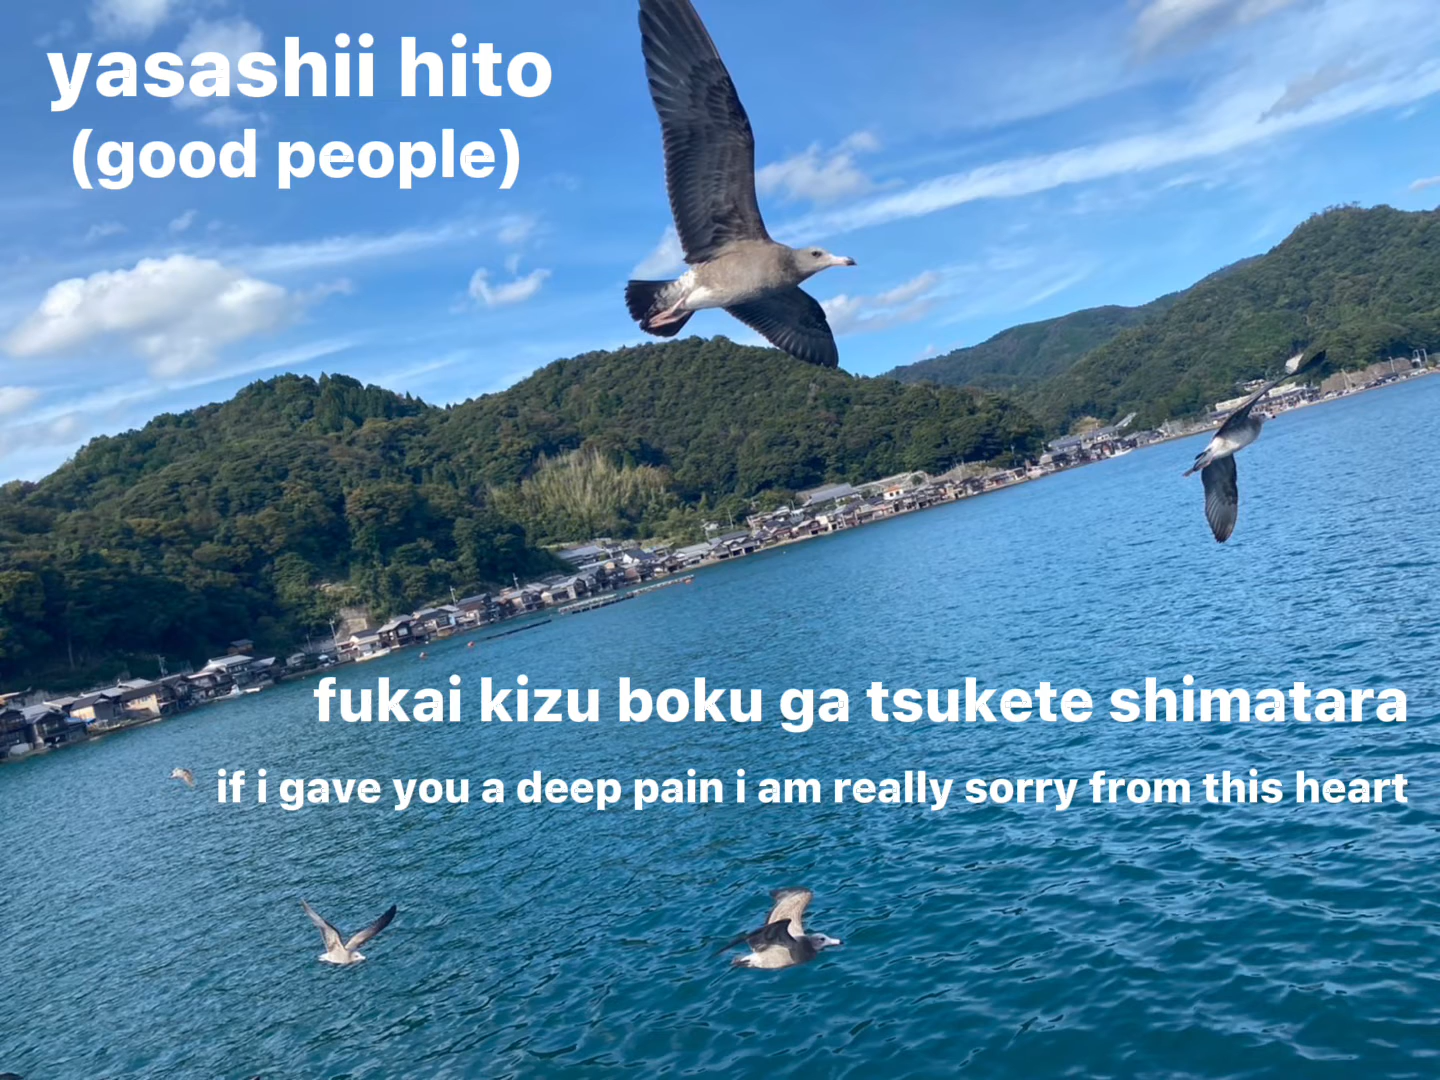 yasashii hito
(good people)
fukai kizu boku ga tsukete shimatara
if i gave you a deep pain i am really sorry from this heart